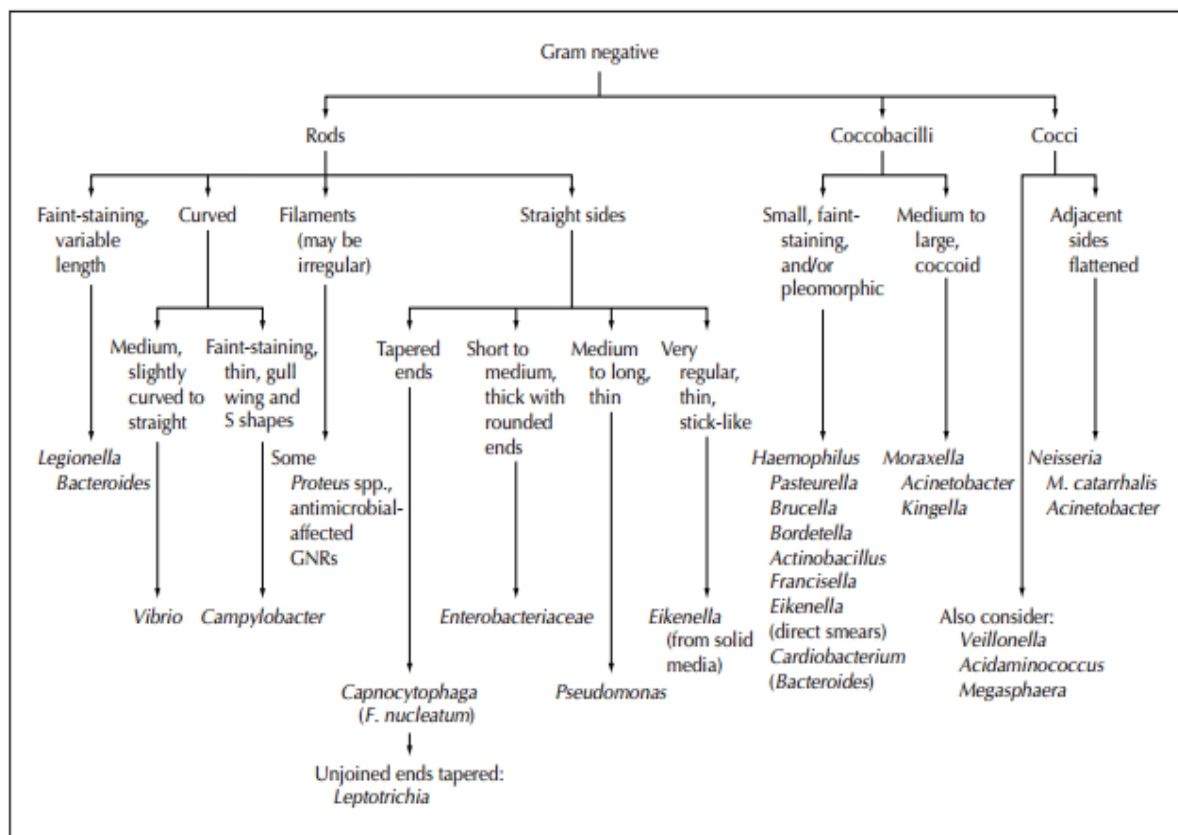 Gram negative
Rods
Coccobacilli
Cocci
Faint-staining,
variable
length
Curved
Filaments
(may be
irregular)
Straight sides
Small, faint-
staining,
and/or
pleomorphic
Medium to
large,
coccoid
Adjacent
sides
flattened
Medium,
slightly
curved to
straight
Faint-staining,
thin, gull
wing and
S shapes
Tapered
ends
Short to
medium,
thick with
rounded
ends
Medium
to long,
thin
Very
regular,
thin,
stick-like
Legionella
Bacteroides
Some
Proteus spp.,
antimicrobial-
affected
GNRs
Haemophilus
Pasteurella
Brucella
Bordetella
Actinobacillus
Francisella
Eikenella
(direct smears)
Cardiobacterium
(Bacteroides)
Moraxella
Acinetobacter
Kingella
Neisseria
M. catarrhalis
Acinetobacter
Vibrio
Campylobacter
Enterobacteriaceae
Eikenella
(from solid
media)
Also consider:
Veillonella
Acidaminococcus
Megasphaera
Capnocytophaga
(F. nucleatum)
Pseudomonas
Unjoined ends tapered:
Leptotrichia